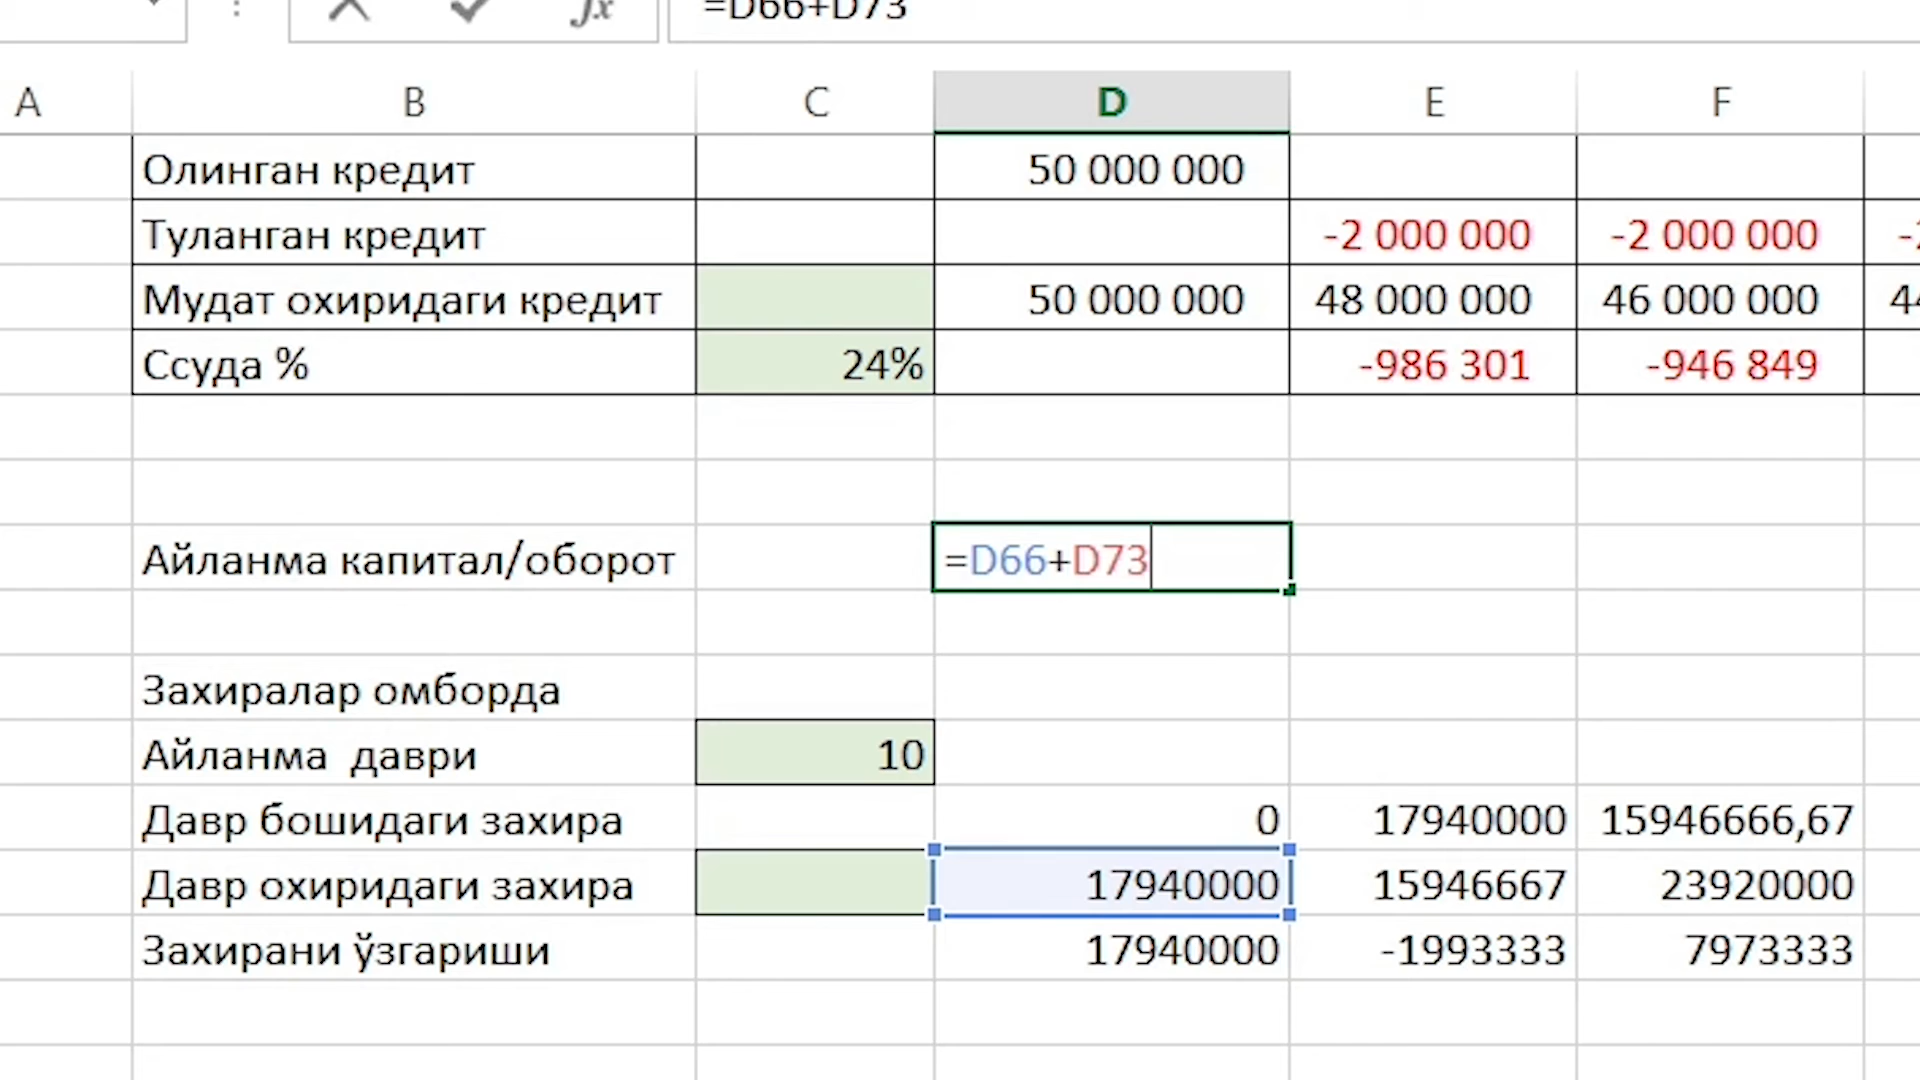 =D66+D73
A B C D E F
Олинган кредит 50 000 000
Туланган кредит -2 000 000 -2 000 000
Мудат охиридаги кредит 50 000 000 48 000 000 46 000 000
Ссуда % 24% -986 301 -946 849
Айланма капитал/оборот =D66+D73
Захиралар омборда
Айланма даври 10
Давр бошидаги захира 0 17940000 15946666,67
Давр охиридаги захира 17940000 15946667 23920000
Захирани ўзгариши 17940000 -1993333 7973333